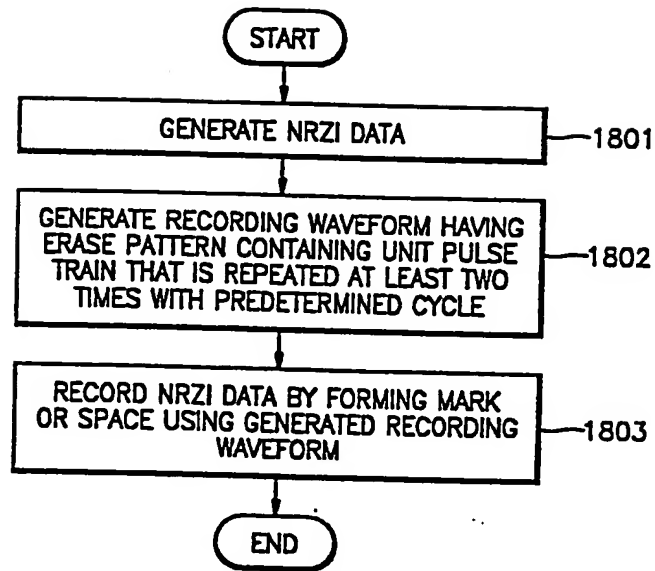 START
GENERATE NRZI DATA
1801
GENERATE RECORDING WAVEFORM HAVING
ERASE PATTERN CONTAINING UNIT PULSE
TRAIN THAT IS REPEATED AT LEAST TWO
TIMES WITH PREDETERMINED CYCLE
1802
RECORD NRZI DATA BY FORMING MARK
OR SPACE USING GENERATED RECORDING
WAVEFORM
1803
END